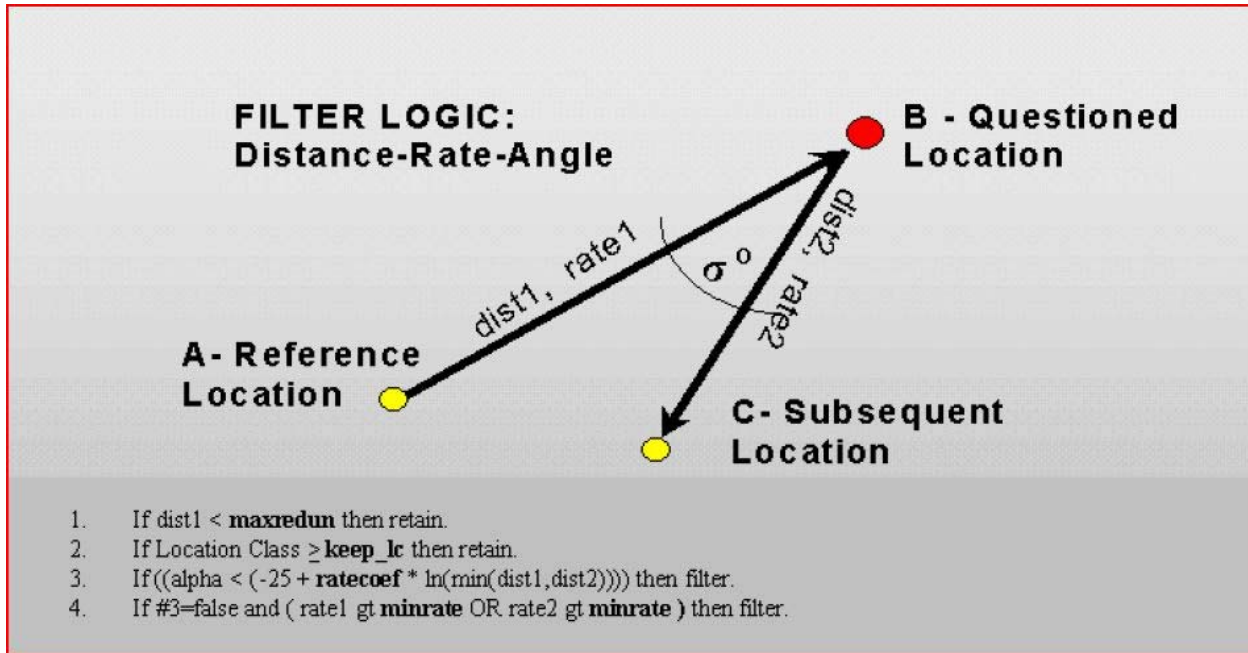 FILTER LOGIC:
Distance-Rate-Angle
B - Questioned
Location
dist1, rate1
σ °
dist2, rate2
A- Reference
Location
C- Subsequent
Location
1. If dist1 < maxredun then retain.
2. If Location Class ≥ keep_lc then retain.
3. If ((alpha < (-25 + ratecoef * ln(min(dist1,dist2)))) then filter.
4. If #3=false and ( rate1 gt minrate OR rate2 gt minrate ) then filter.